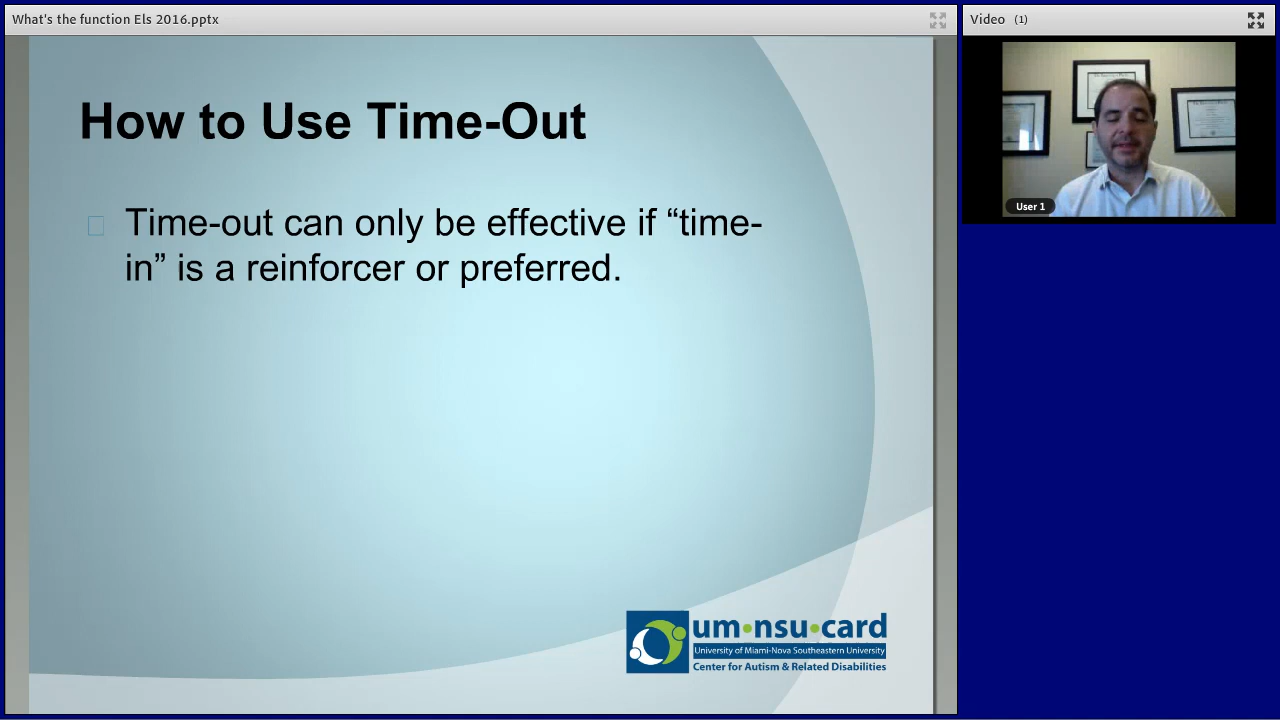 What's the function Els 2016.pptx
Video (1)
How to Use Time-Out
Time-out can only be effective if “time-
in” is a reinforcer or preferred.
User 1
um•nsu•card
University of Miami-Nova Southeastern University
Center for Autism & Related Disabilities